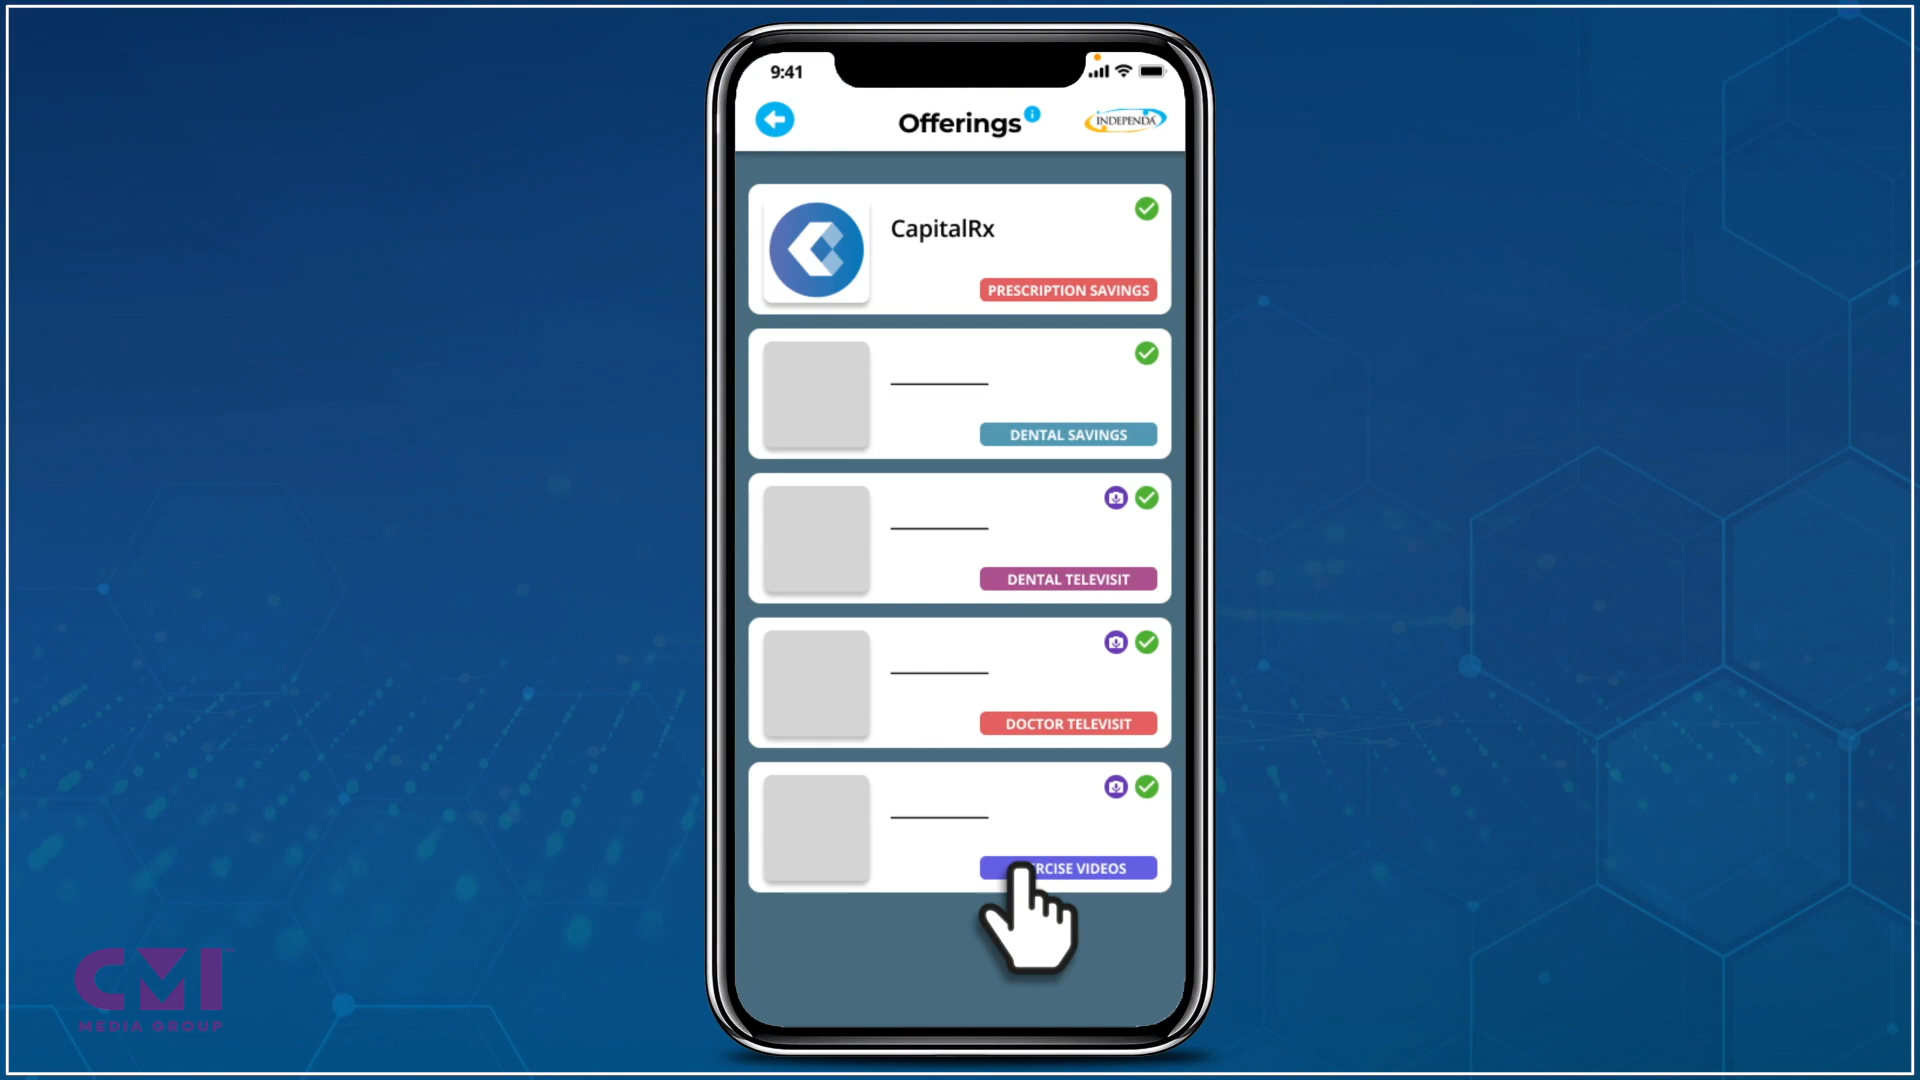 9:41
Offerings
INDEPENDA
CapitalRx
PRESCRIPTION SAVINGS
DENTAL SAVINGS
DENTAL TELEVISIT
DOCTOR TELEVISIT
RCISE VIDEOS
CMI
MEDIA GROUP